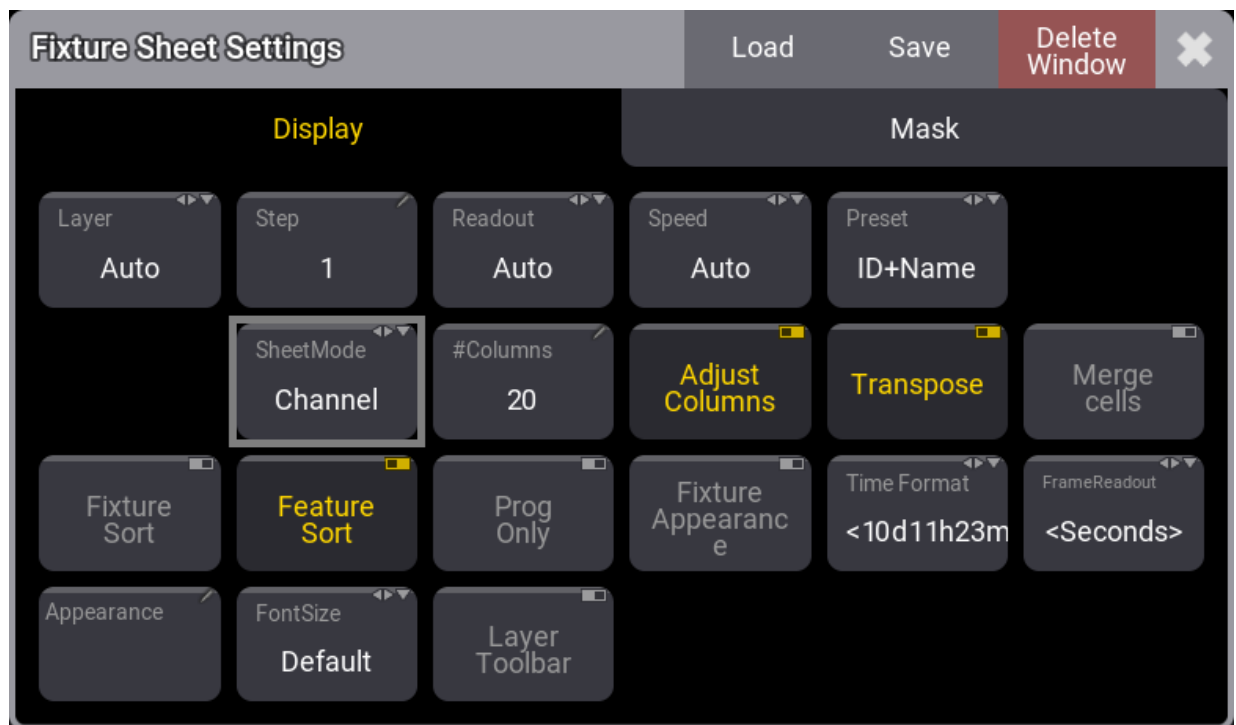 Fixture Sheet Settings
Load
Save
Delete
Window
Display
Mask
Layer
Auto
Step
1
Readout
Auto
Speed
Auto
Preset
ID+Name
SheetMode
Channel
#Columns
20
Adjust
Columns
Transpose
Merge
cells
Fixture
Sort
Feature
Sort
Prog
Only
Fixture
Appearanc
e
Time Format
<10d11h23m
FrameReadout
<Seconds>
Appearance
FontSize
Default
Layer
Toolbar